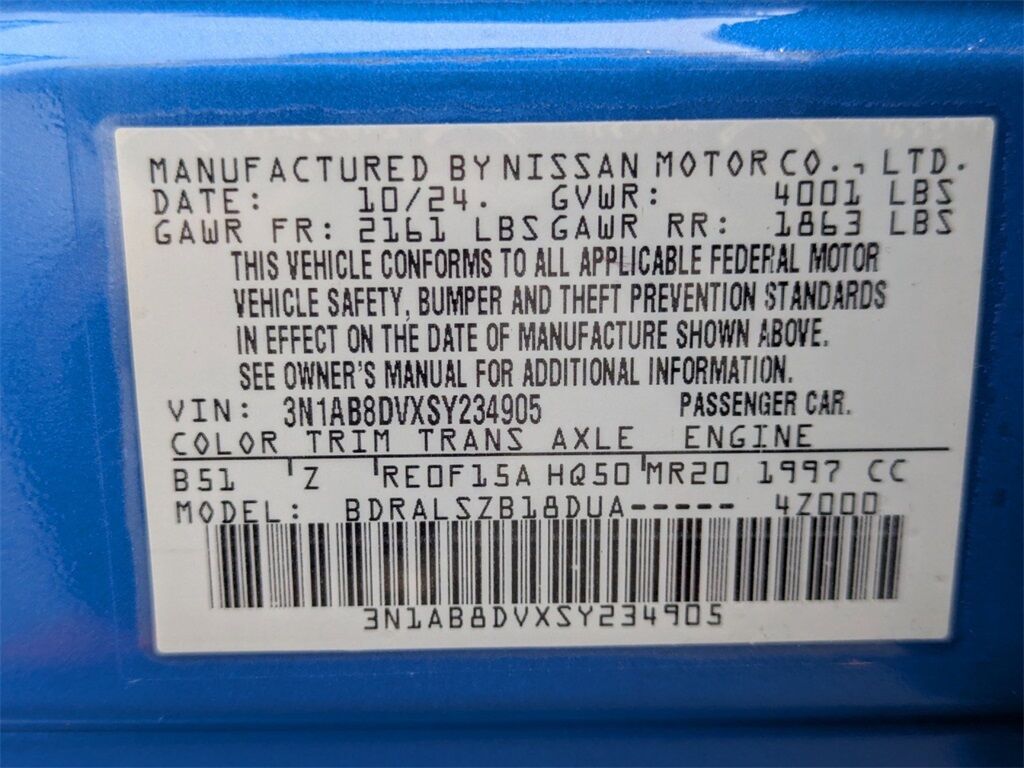 MANUFACTURED BY NISSAN MOTOR CO., LTD.
DATE: 10/24. GVWR: 4001 LBS
GAWR FR: 2161 LBS GAWR RR: 1863 LBS
THIS VEHICLE CONFORMS TO ALL APPLICABLE FEDERAL MOTOR
VEHICLE SAFETY, BUMPER AND THEFT PREVENTION STANDARDS
IN EFFECT ON THE DATE OF MANUFACTURE SHOWN ABOVE.
SEE OWNER'S MANUAL FOR ADDITIONAL INFORMATION.
VIN: 3N1AB8DVXSY234905 PASSENGER CAR.
COLOR TRIM TRANS AXLE ENGINE
B51 Z RE0F15A HQ50 MR20 1997 CC
MODEL: BDRALSZB18DUA----- 4Z000
3N1AB8DVXSY234905